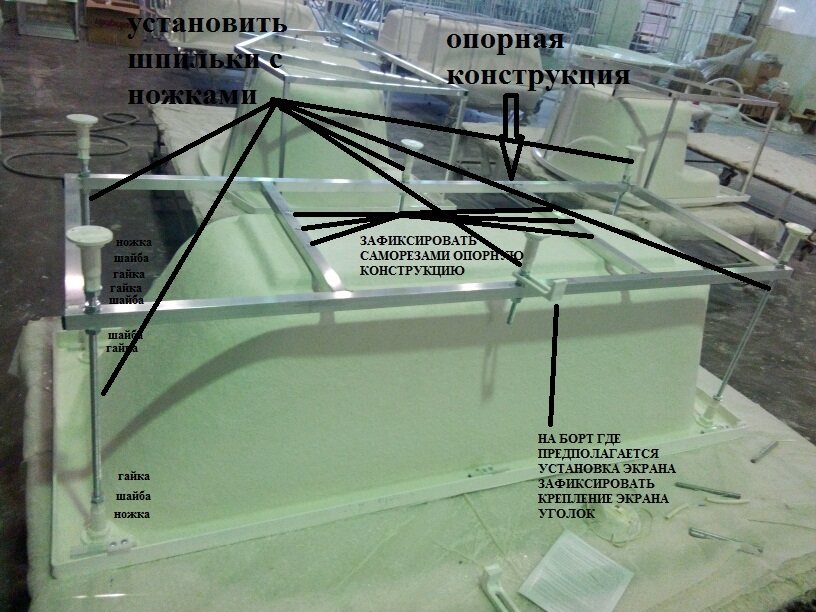 установить
шпильки с
ножками
опорная
конструкция
ножка
шайба
гайка
гайка
шайба
шайба
гайка
ЗАФИКСИРОВАТЬ
САМОРЕЗАМИ ОПОРНУЮ
КОНСТРУКЦИЮ
НА БОРТ ГДЕ
ПРЕДПОЛАГАЕТСЯ
УСТАНОВКА ЭКРАНА
ЗАФИКСИРОВАТЬ
КРЕПЛЕНИЕ ЭКРАНА
УГОЛОК
гайка
шайба
ножка